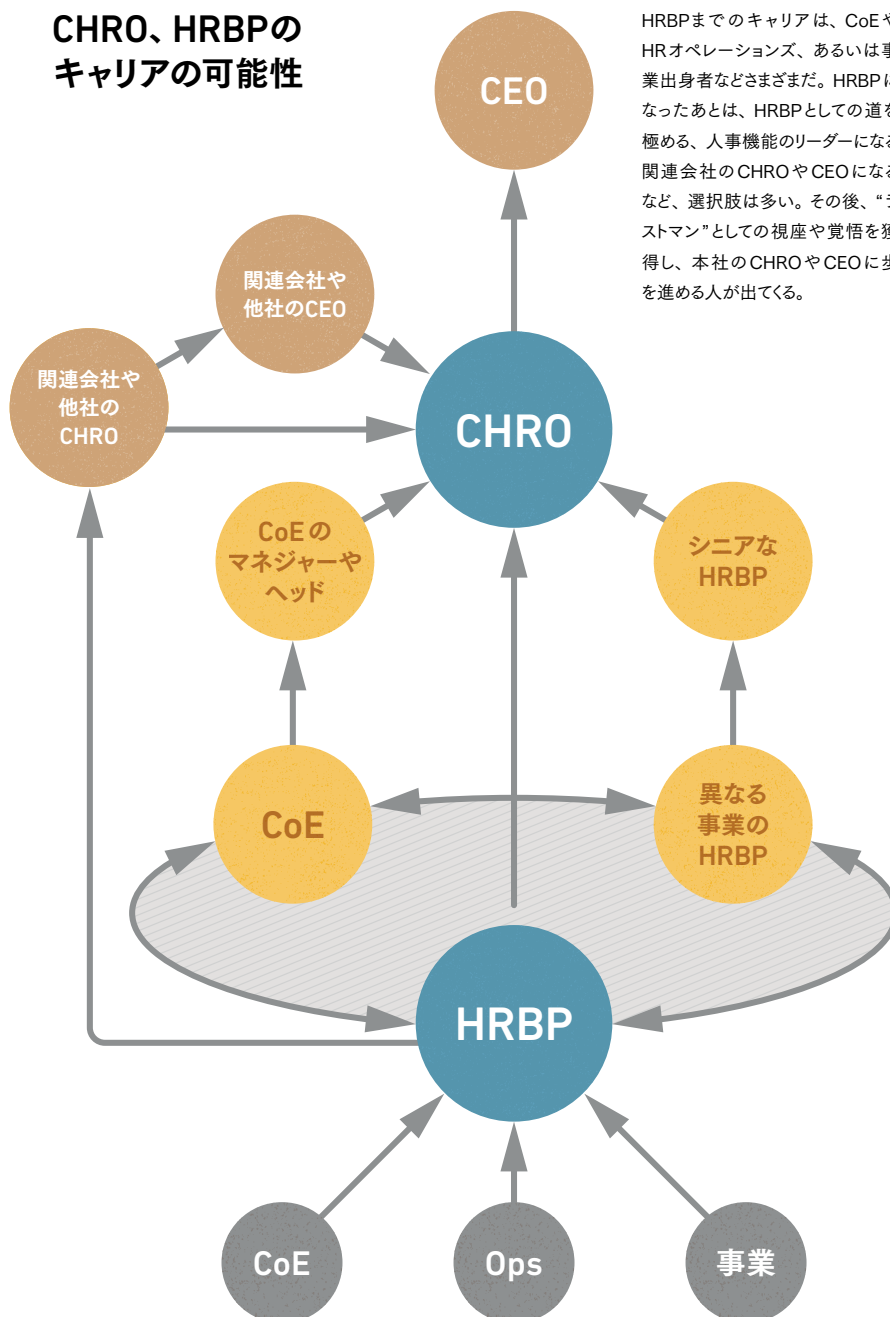 CHRO、HRBPの
キャリアの可能性
HRBPまでのキャリアは、CoEや
HRオペレーションズ、あるいは事
業出身者などさまざまだ。HRBPに
なったあとは、HRBPとしての道を
極める、人事機能のリーダーになる
関連会社のCHROやCEOになる
など、選択肢は多い。その後、“ラ
ストマン”としての視座や覚悟を獲
得し、本社のCHROやCEOに歩
を進める人が出てくる。
CEO
関連会社や
他社のCEO
関連会社や
他社の
CHRO
CHRO
CoEの
マネジャーや
ヘッド
シニアな
HRBP
CoE
異なる
事業の
HRBP
HRBP
CoE
Ops
事業